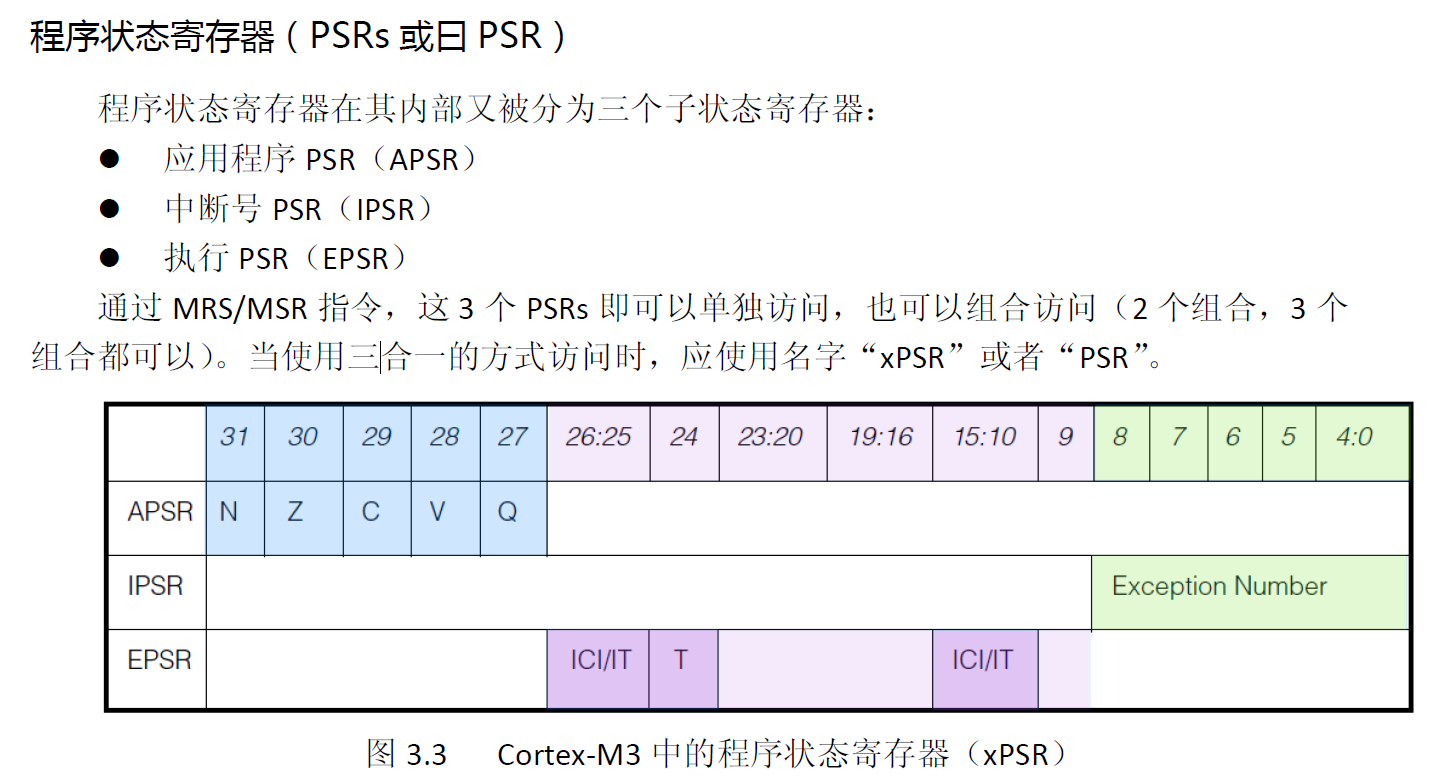 程序状态寄存器（PSRs 或曰 PSR）
程序状态寄存器在其内部又被分为三个子状态寄存器：
● 应用程序 PSR（APSR）
● 中断号 PSR（IPSR）
● 执行 PSR（EPSR）
通过 MRS/MSR 指令，这 3 个 PSRs 即可以单独访问，也可以组合访问（2 个组合，3 个
组合都可以）。当使用三合一的方式访问时，应使用名字“xPSR”或者“PSR”。
31 30 29 28 27 26:25 24 23:20 19:16 15:10 9 8 7 6 5 4:0
APSR N Z C V Q
IPSR Exception Number
EPSR ICI/IT T ICI/IT
图 3.3 Cortex-M3 中的程序状态寄存器（xPSR）